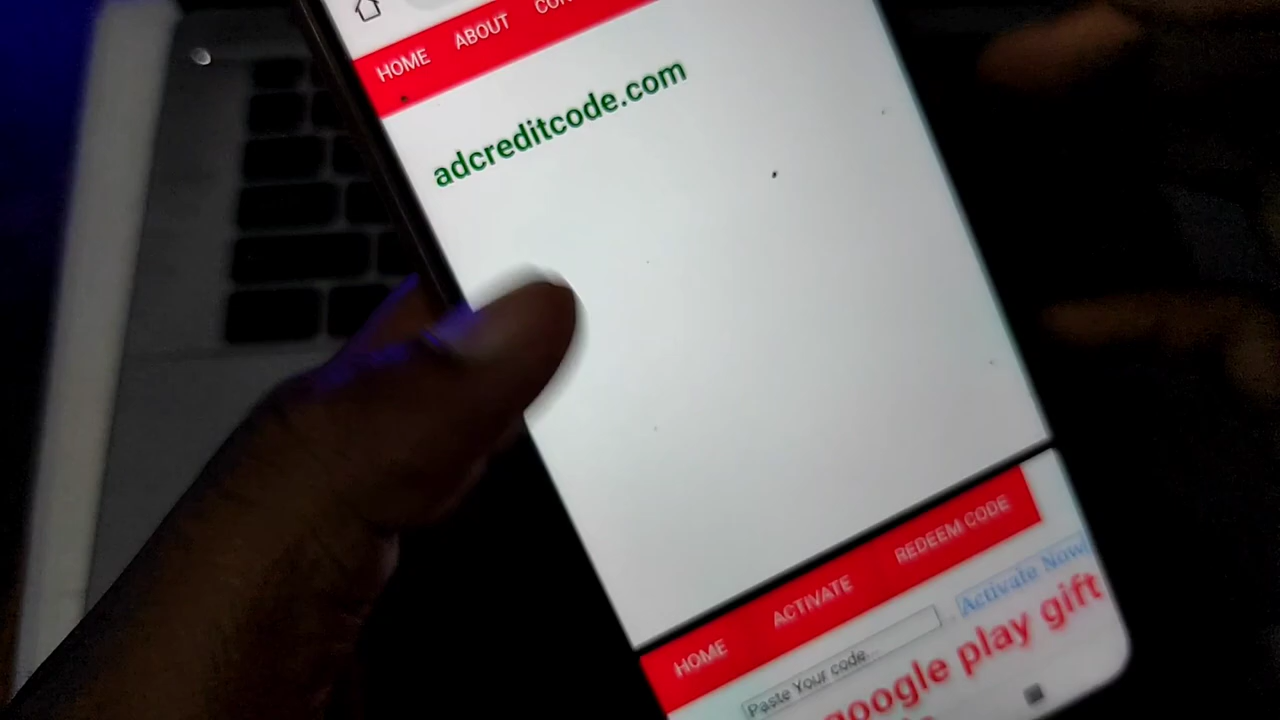 HOME ABOUT
adcreditcode.com
HOME ACTIVATE REDEEM CODE
Paste Your code... Activate Now!
google play gift